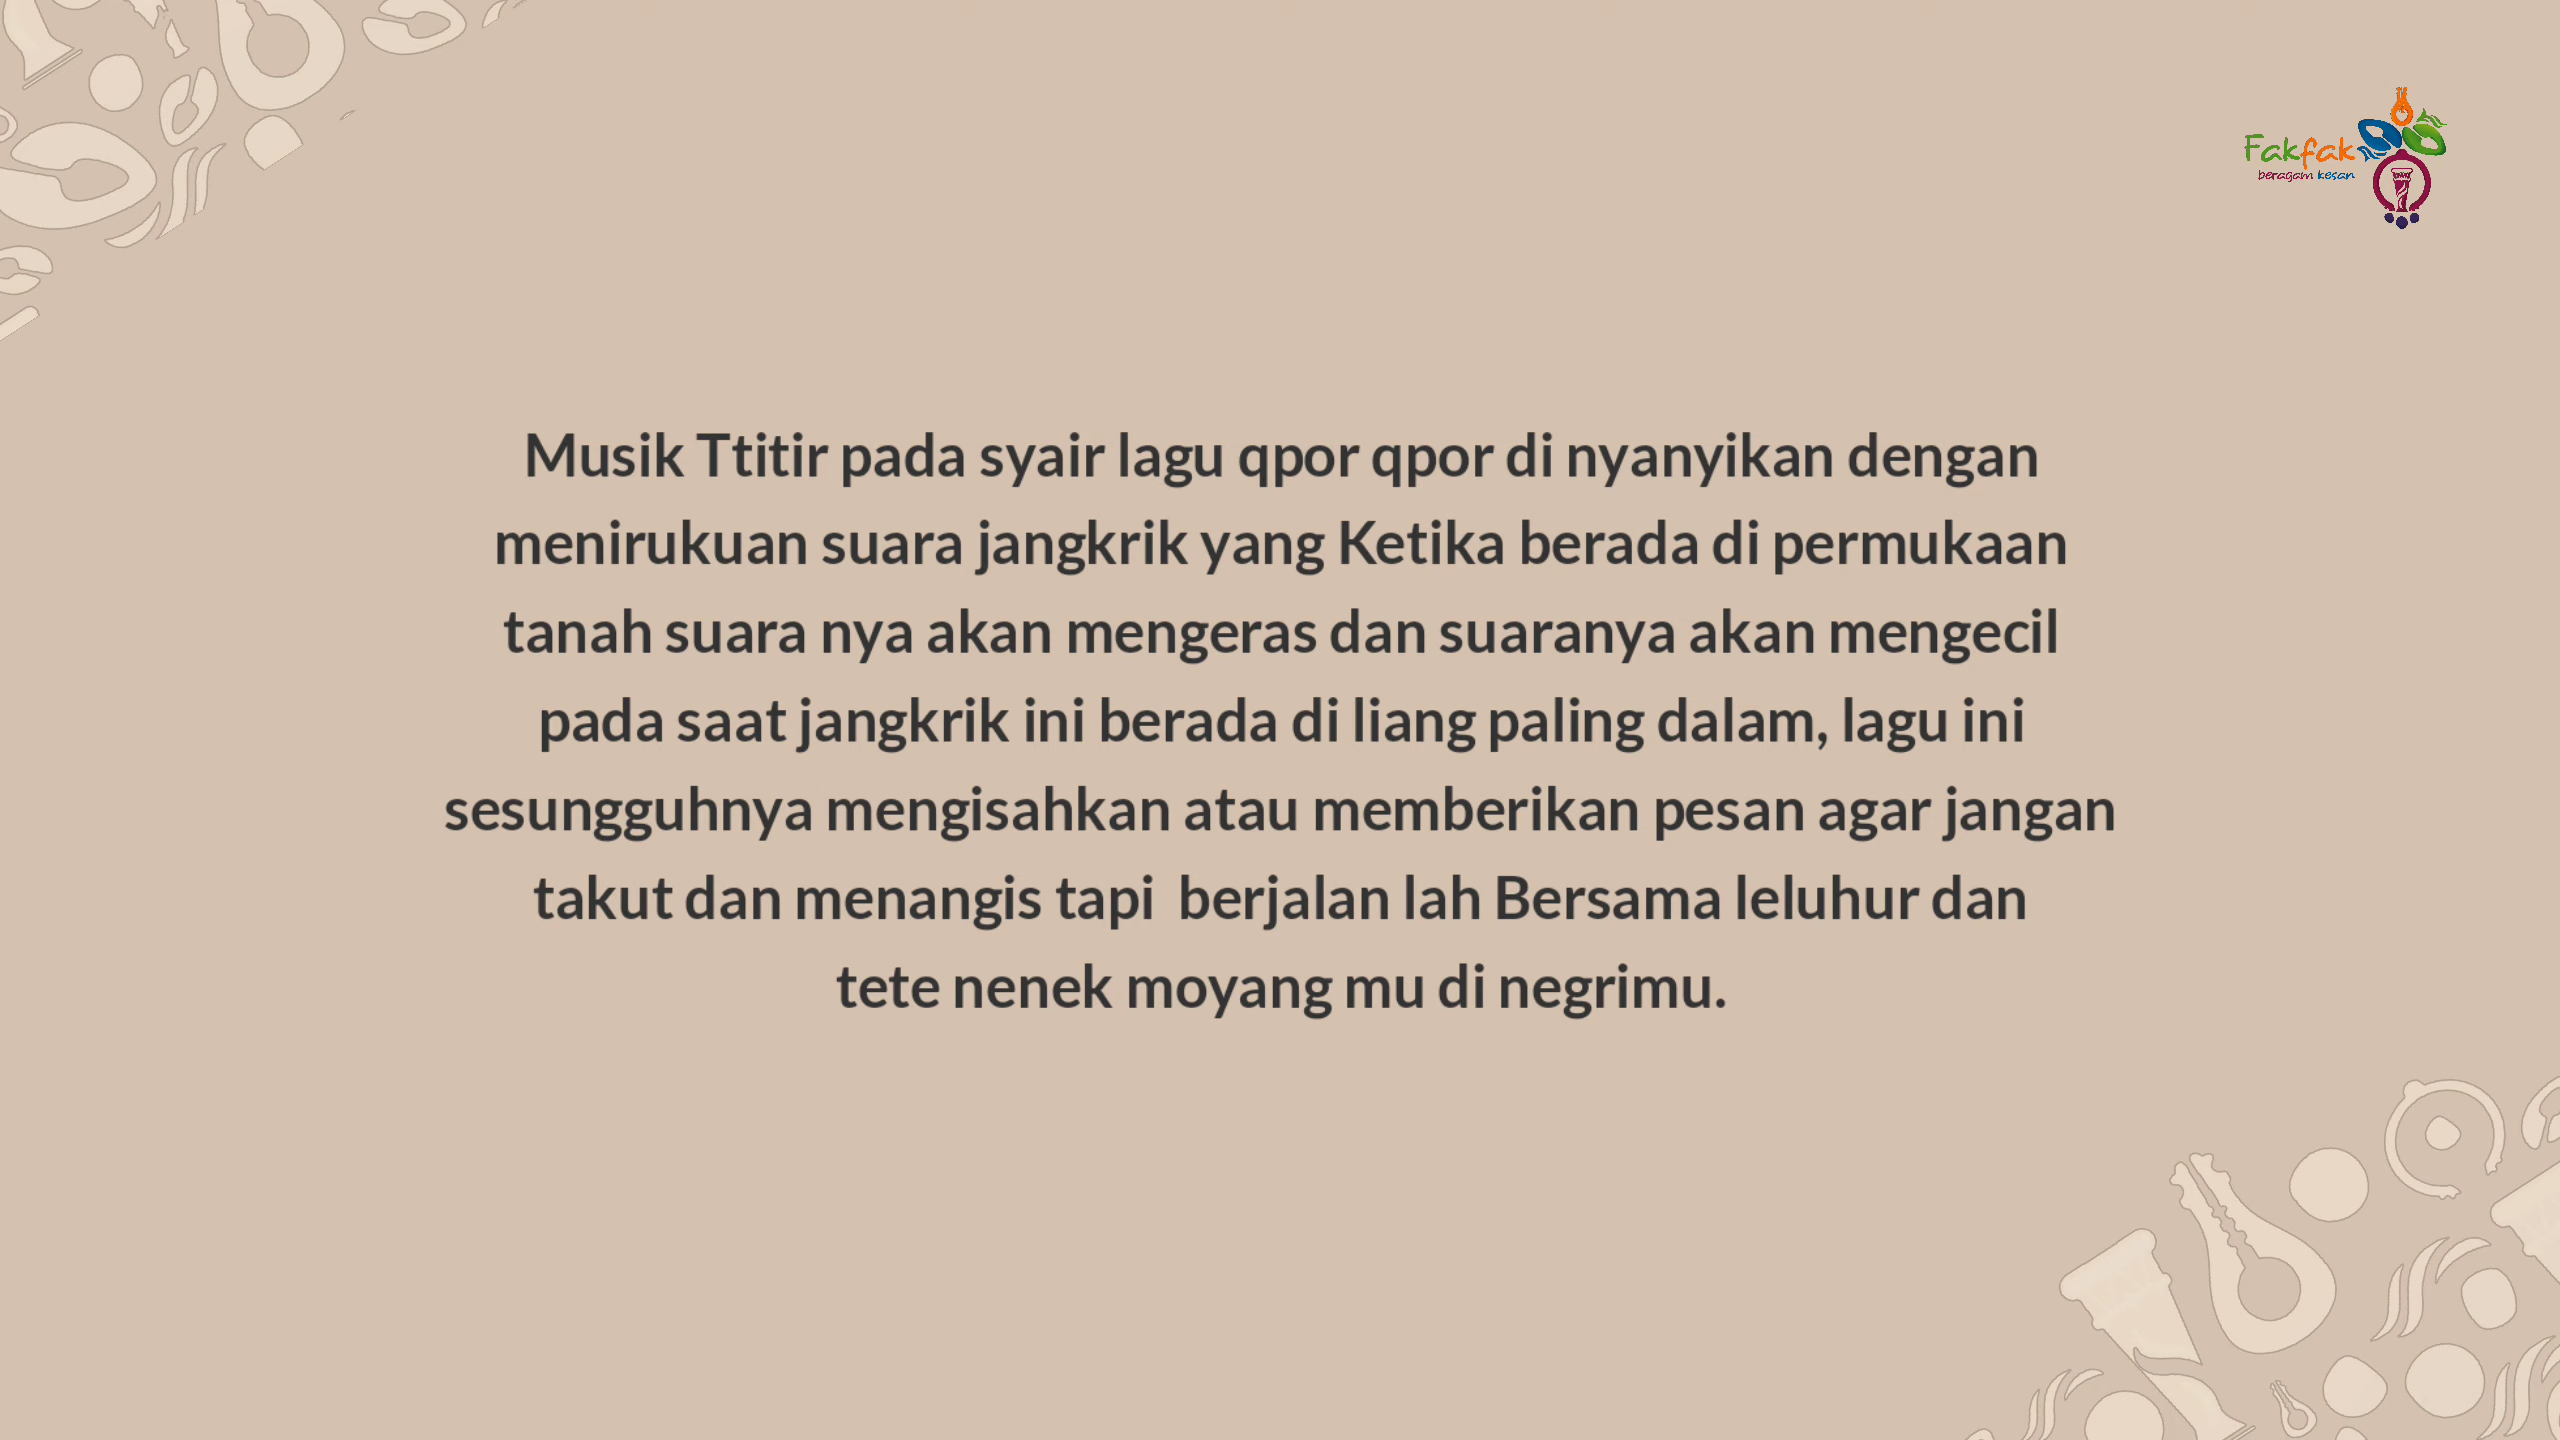 Fakfak
beragam kesan
Musik Ttitir pada syair lagu qpor qpor di nyanyikan dengan
menirukuan suara jangkrik yang Ketika berada di permukaan
tanah suara nya akan mengeras dan suaranya akan mengecil
pada saat jangkrik ini berada di liang paling dalam, lagu ini
sesungguhnya mengisahkan atau memberikan pesan agar jangan
takut dan menangis tapi  berjalan lah Bersama leluhur dan
tete nenek moyang mu di negrimu.